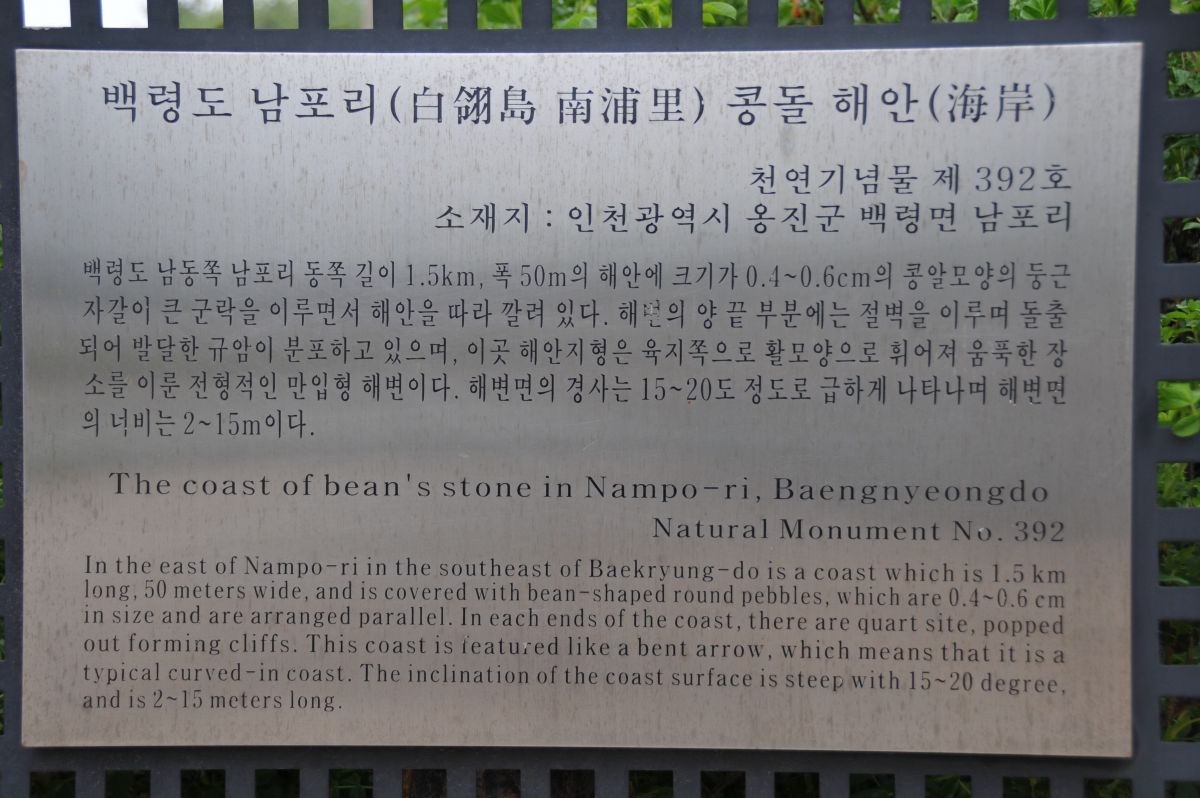 백령도 남포리(白翎島 南浦里) 콩돌 해안(海岸)
천연기념물 제 392호
소재지 : 인천광역시 옹진군 백령면 남포리
백령도 남동쪽 남포리 동쪽 길이 1.5km, 폭 50m의 해안에 크기가 0.4~0.6cm의 콩알모양의 둥근
자갈이 큰 군락을 이루면서 해안을 따라 깔려 있다. 해변의 양 끝 부분에는 절벽을 이루며 돌출
되어 발달한 규암이 분포하고 있으며, 이곳 해안지형은 육지쪽으로 활모양으로 휘어져 움푹한 장
소를 이룬 전형적인 만입형 해변이다. 해변면의 경사는 15~20도 정도로 급하게 나타나며 해변면
의 너비는 2~15m이다.
The coast of bean's stone in Nampo-ri, Baengnyeongdo
Natural Monument No. 392
In the east of Nampo-ri in the southeast of Baekryung-do is a coast which is 1.5 km
long, 50 meters wide, and is covered with bean-shaped round pebbles, which are 0.4~0.6 cm
in size and are arranged parallel. In each ends of the coast, there are quart site, popped
out forming cliffs. This coast is featured like a bent arrow, which means that it is a
typical curved-in coast. The inclination of the coast surface is steep with 15~20 degree,
and is 2~15 meters long.